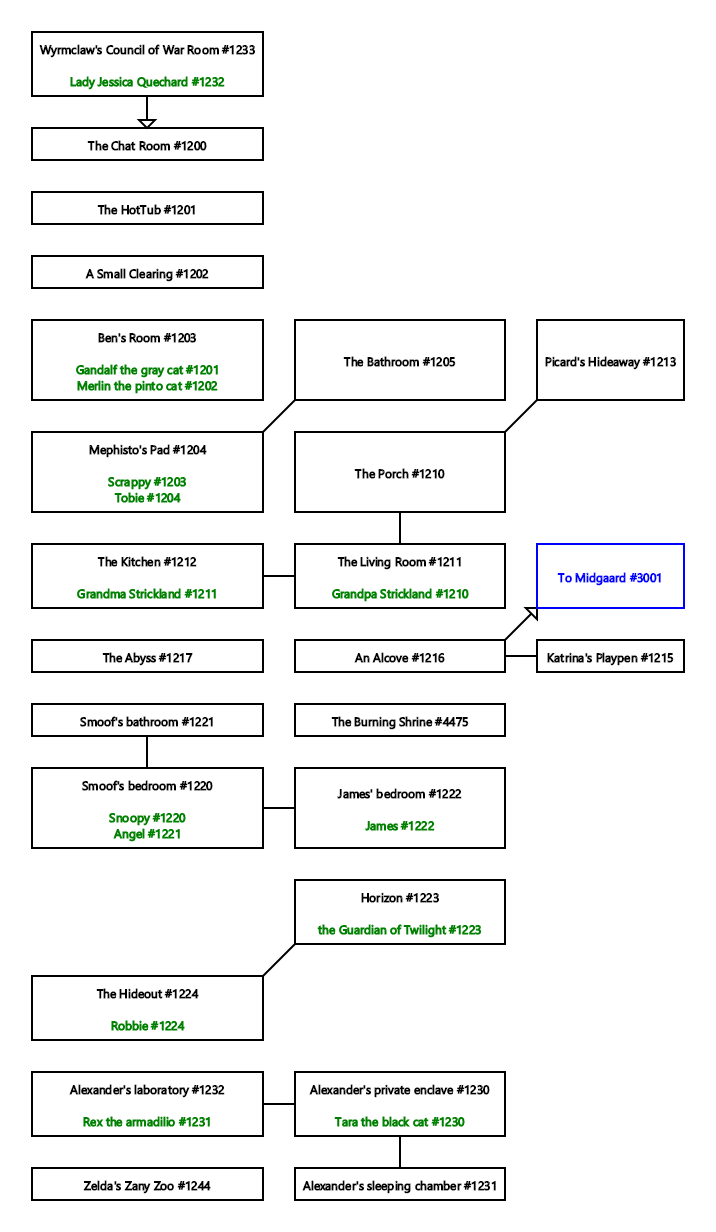 Wyrmclaw's Council of War Room #1233
Lady Jessica Quechard #1232
The Chat Room #1200
The HotTub #1201
A Small Clearing #1202
Ben's Room #1203
Gandalf the gray cat #1201
Merlin the pinto cat #1202
The Bathroom #1205
Picard's Hideaway #1213
Mephisto's Pad #1204
Scrappy #1203
Tobie #1204
The Porch #1210
The Kitchen #1212
Grandma Strickland #1211
The Living Room #1211
Grandpa Strickland #1210
To Midgaard #3001
The Abyss #1217
An Alcove #1216
Katrina's Playpen #1215
Smoof's bathroom #1221
The Burning Shrine #4475
Smoof's bedroom #1220
Snoopy #1220
Angel #1221
James' bedroom #1222
James #1222
Horizon #1223
the Guardian of Twilight #1223
The Hideout #1224
Robbie #1224
Alexander's laboratory #1232
Rex the armadilio #1231
Alexander's private enclave #1230
Tara the black cat #1230
Zelda's Zany Zoo #1244
Alexander's sleeping chamber #1231